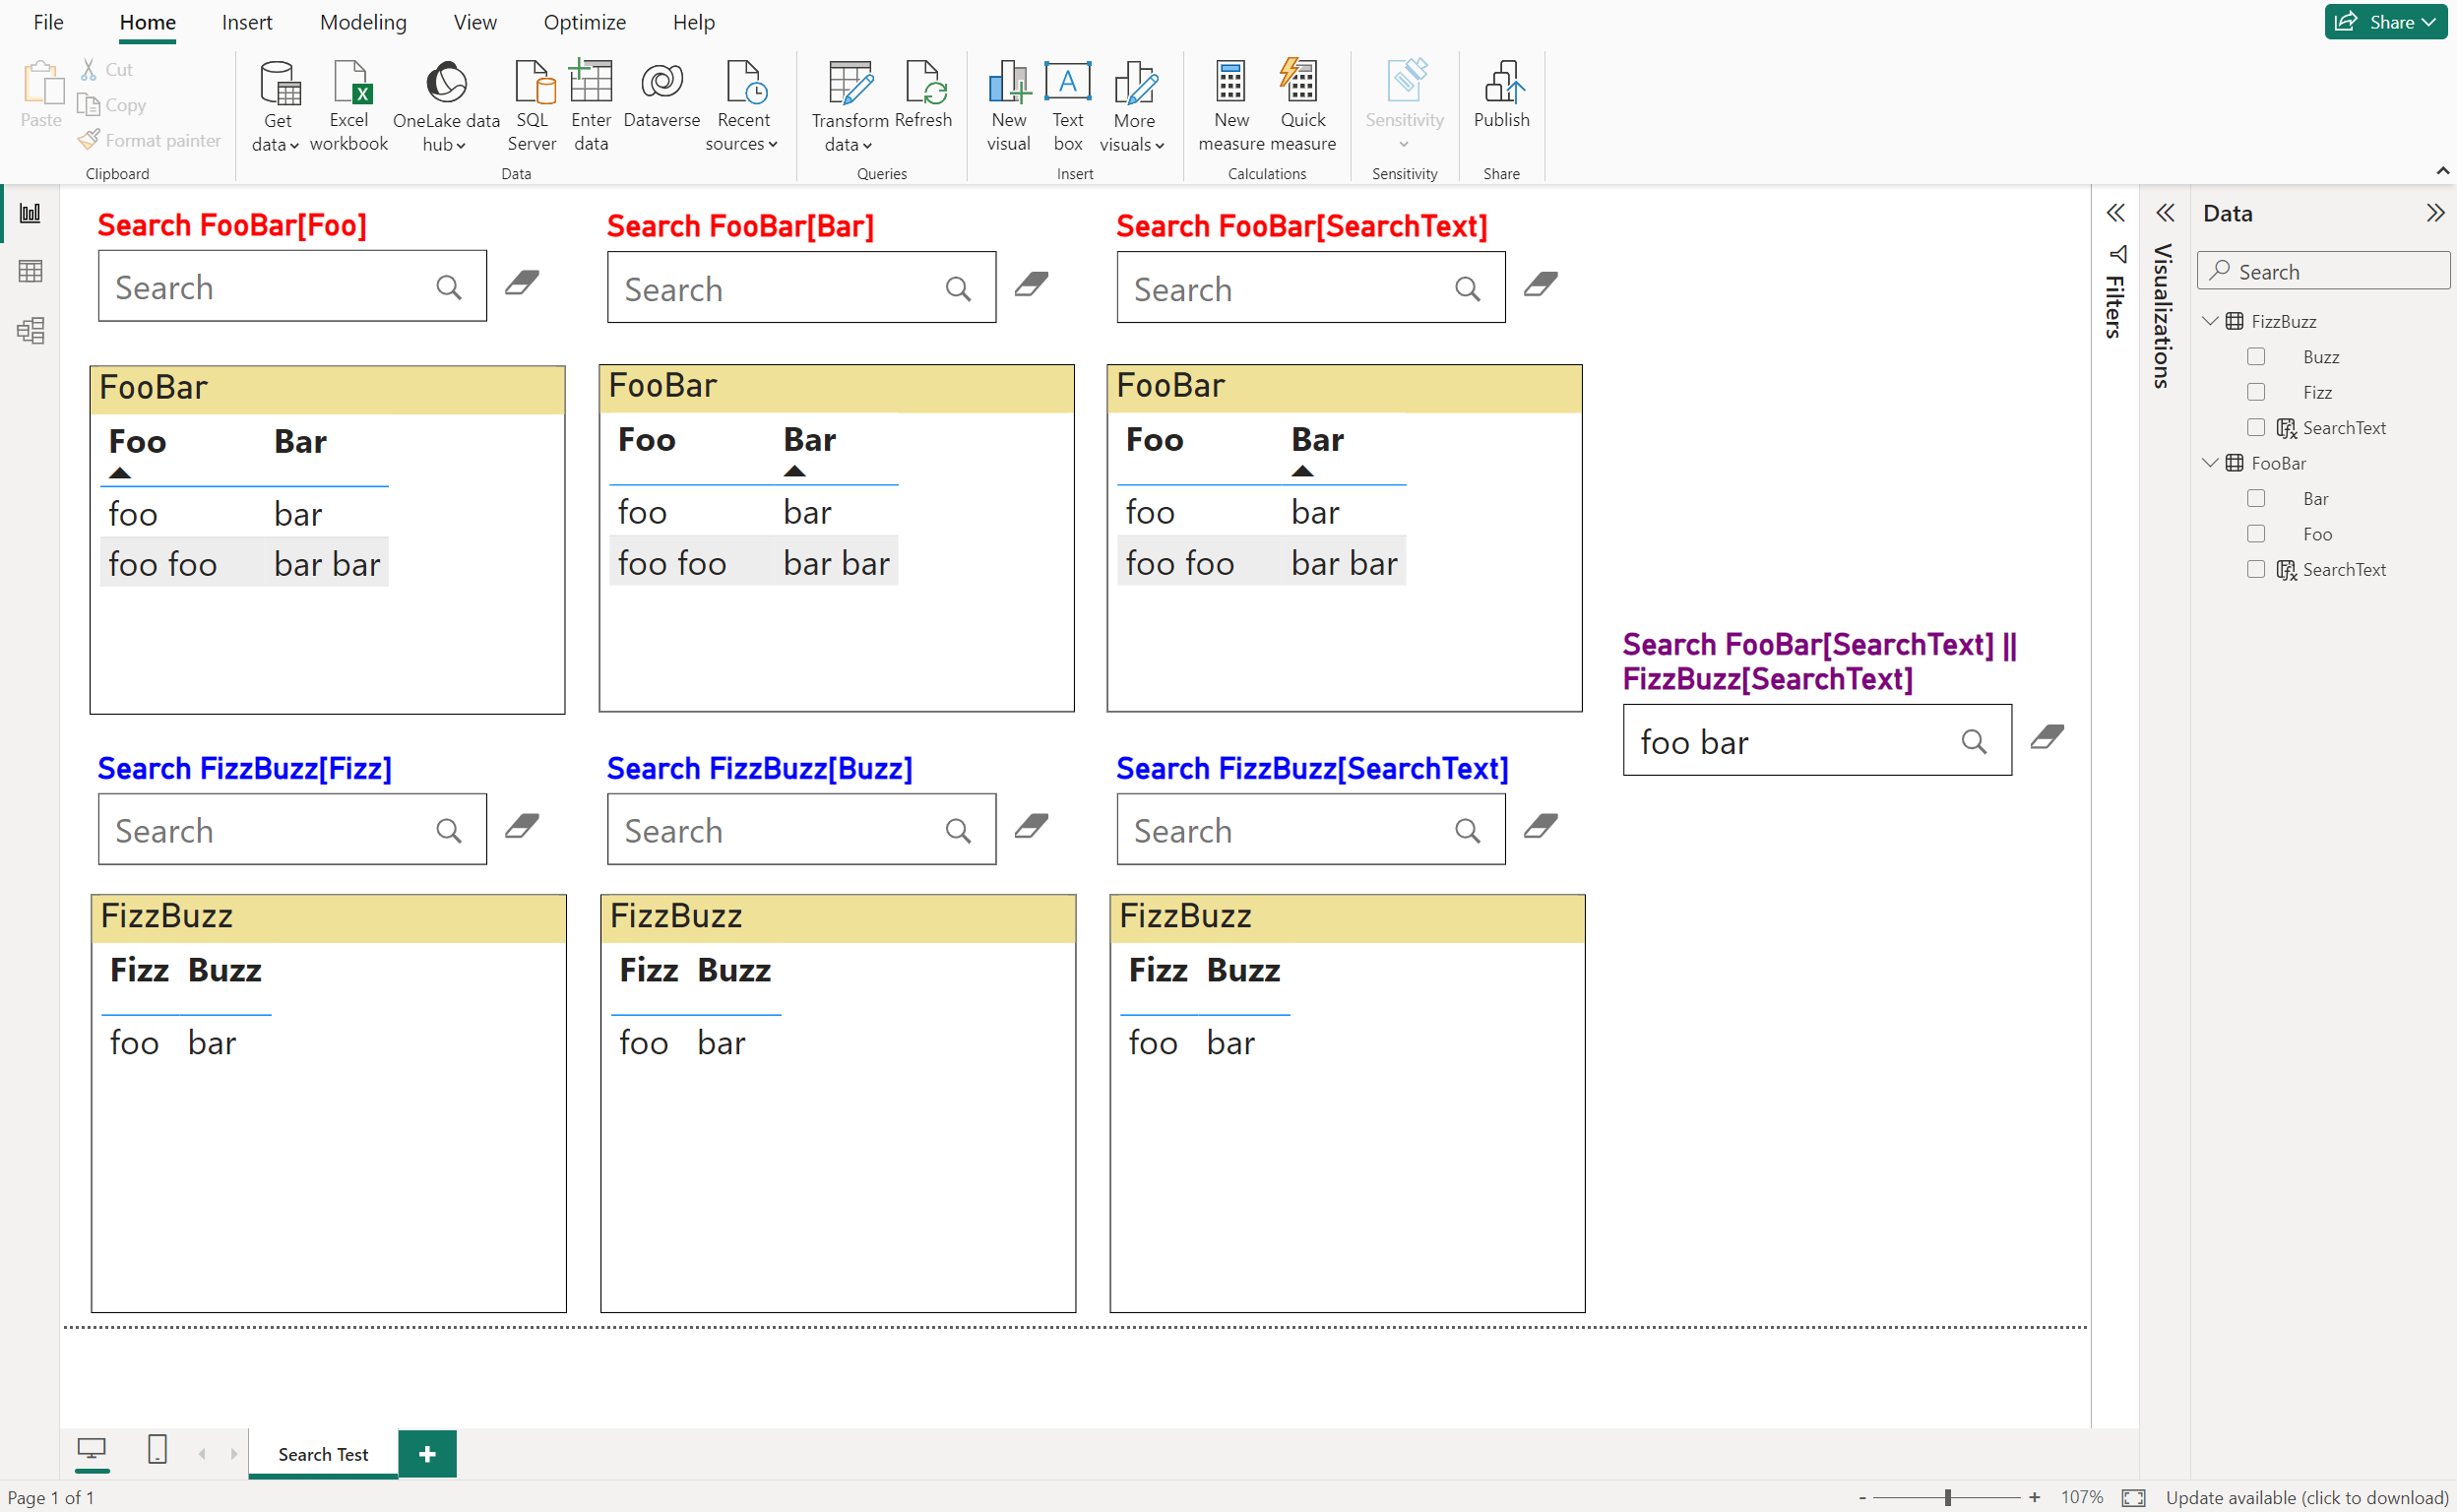 File Home Insert Modeling View Optimize Help Share
Paste Cut
Copy
Format painter
Clipboard
Get data
Excel workbook
OneLake data hub
SQL Server
Enter data
Dataverse
Recent sources
Data
Transform data
Refresh
Queries
New visual
Text box
More visuals
Insert
New measure
Quick measure
Calculations
Sensitivity
Sensitivity
Publish
Share
Search FooBar[Foo]
Search
Search FooBar[Bar]
Search
Search FooBar[SearchText]
Search
FooBar
Foo Bar
foo bar
foo foo bar bar
FooBar
Foo Bar
foo bar
foo foo bar bar
FooBar
Foo Bar
foo bar
foo foo bar bar
Search FooBar[SearchText] ||
FizzBuzz[SearchText]
foo bar
Search FizzBuzz[Fizz]
Search
Search FizzBuzz[Buzz]
Search
Search FizzBuzz[SearchText]
Search
FizzBuzz
Fizz Buzz
foo bar
FizzBuzz
Fizz Buzz
foo bar
FizzBuzz
Fizz Buzz
foo bar
Filters
Visualizations
Data
Search
FizzBuzz
Buzz
Fizz
SearchText
FooBar
Bar
Foo
SearchText
Search Test
Page 1 of 1
- + 107% Update available (click to download)